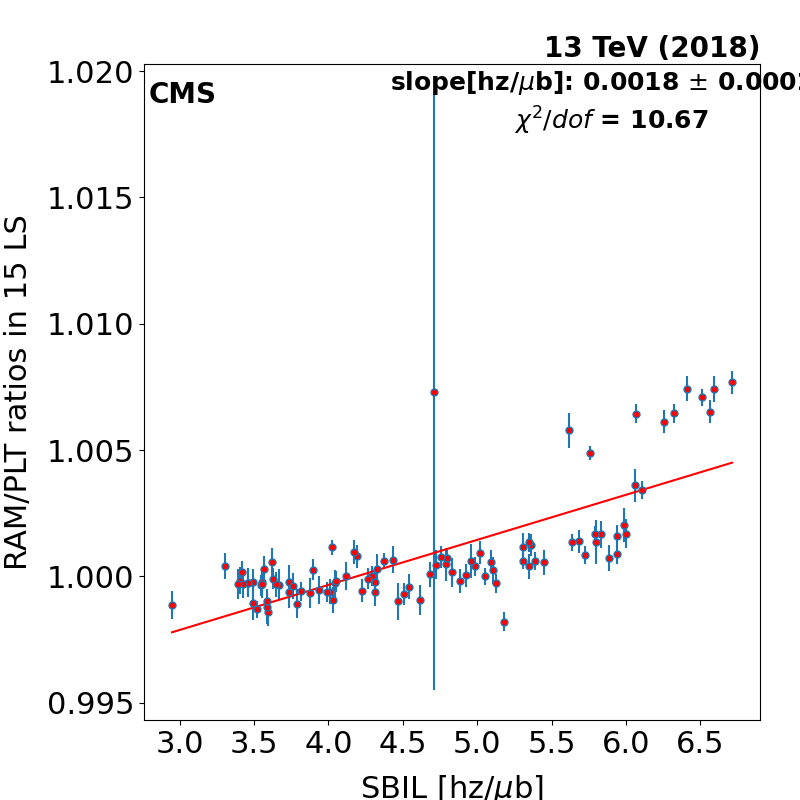 13 TeV (2018)
CMS
slope[hz/μb]: 0.0018 ± 0.000
χ²/dof = 10.67
RAM/PLT ratios in 15 LS
1.020
1.015
1.010
1.005
1.000
0.995
3.0 3.5 4.0 4.5 5.0 5.5 6.0 6.5
SBIL [hz/μb]